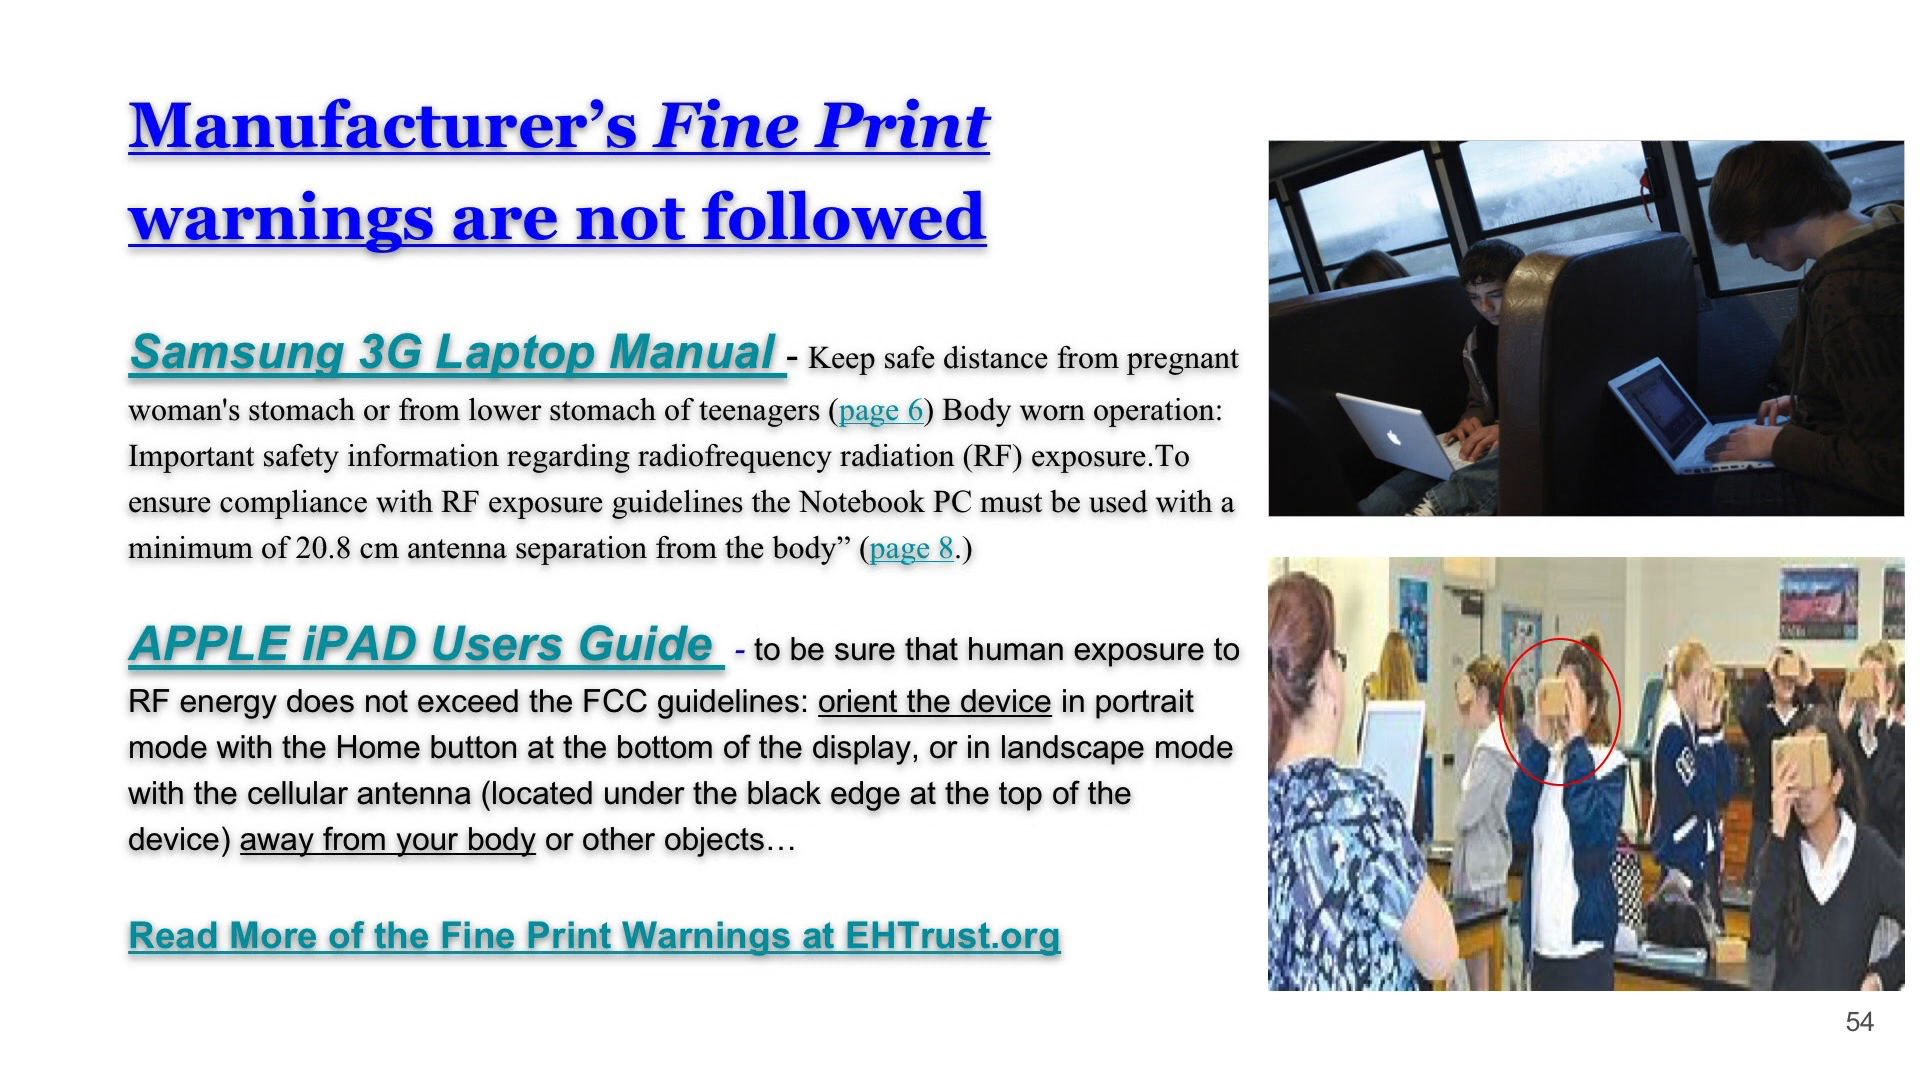 Manufacturer’s Fine Print
warnings are not followed
Samsung 3G Laptop Manual - Keep safe distance from pregnant
woman's stomach or from lower stomach of teenagers (page 6) Body worn operation:
Important safety information regarding radiofrequency radiation (RF) exposure.To
ensure compliance with RF exposure guidelines the Notebook PC must be used with a
minimum of 20.8 cm antenna separation from the body” (page 8.)
APPLE iPAD Users Guide - to be sure that human exposure to
RF energy does not exceed the FCC guidelines: orient the device in portrait
mode with the Home button at the bottom of the display, or in landscape mode
with the cellular antenna (located under the black edge at the top of the
device) away from your body or other objects…
Read More of the Fine Print Warnings at EHTrust.org
54